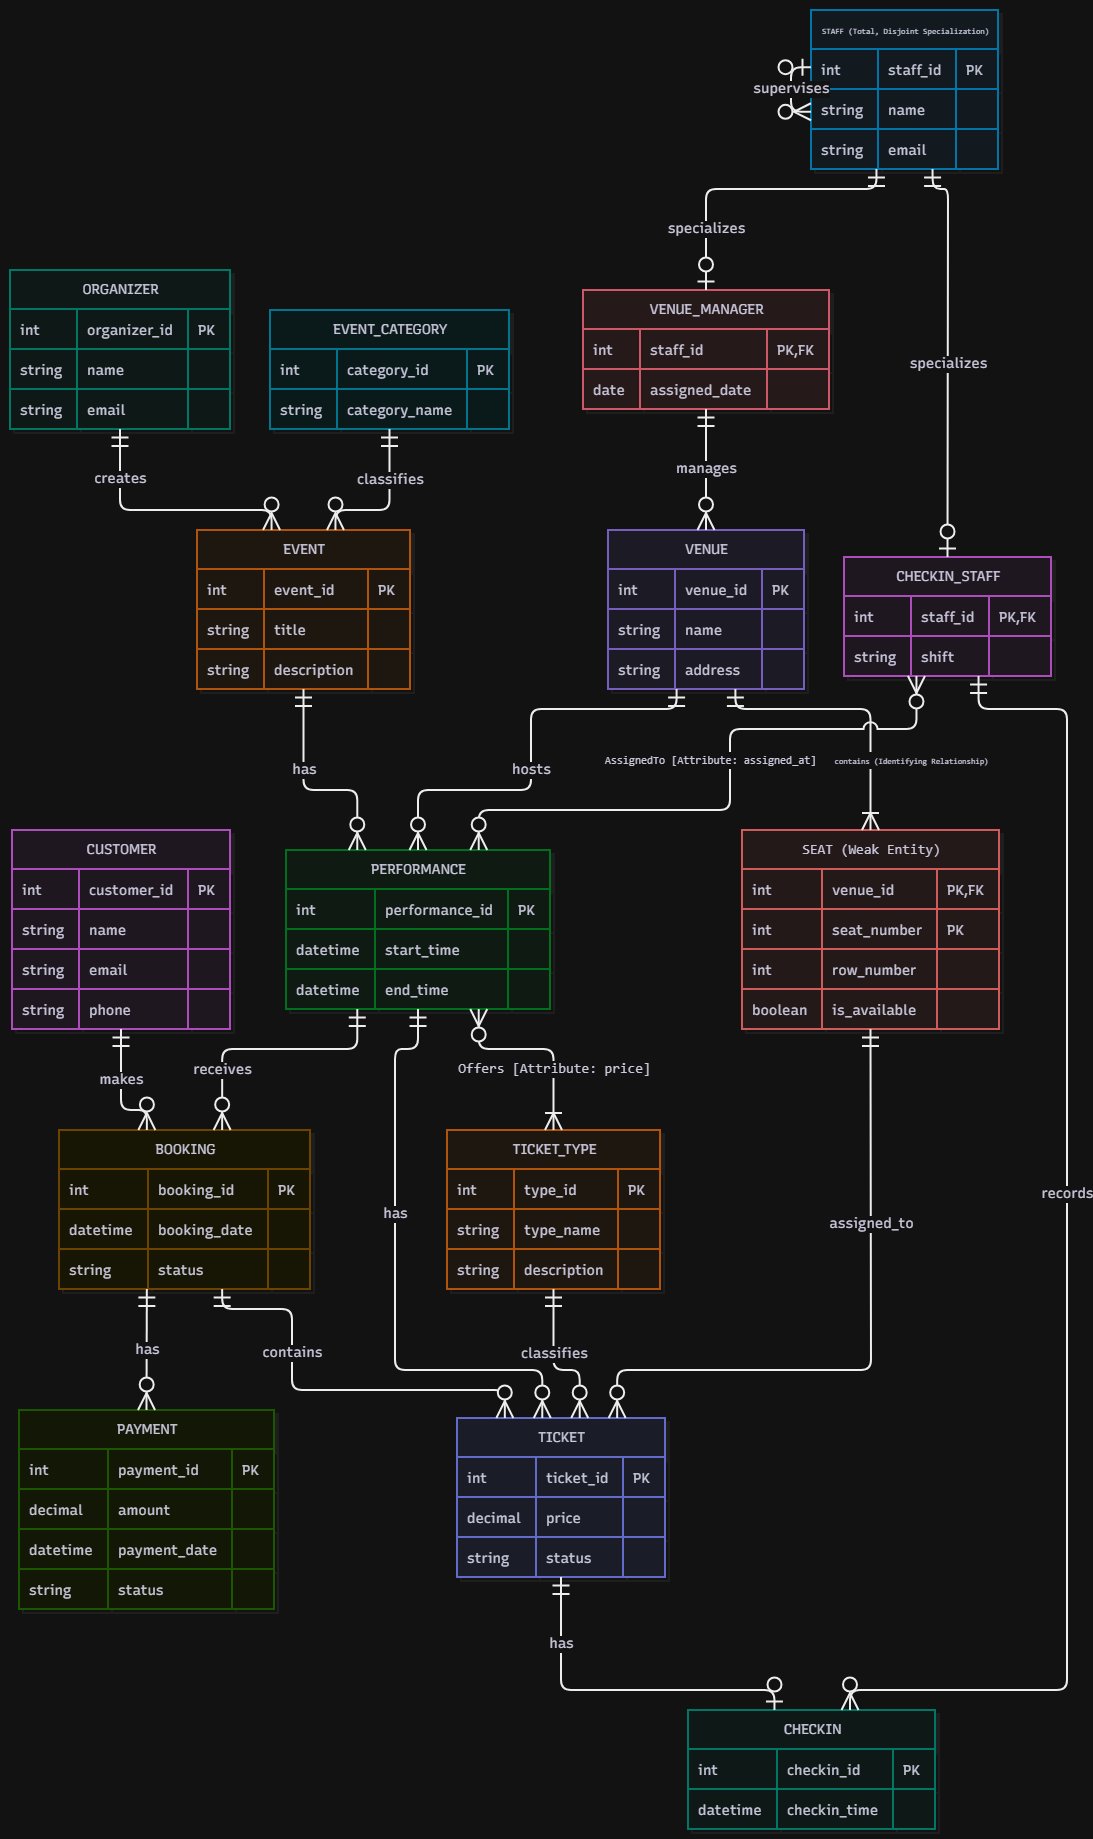 STAFF (Total, Disjoint Specialization)
int staff_id PK
supervises
string name
string email
specializes
specializes
ORGANIZER
int organizer_id PK
string name
string email
EVENT_CATEGORY
int category_id PK
string category_name
VENUE_MANAGER
int staff_id PK,FK
date assigned_date
creates
classifies
manages
EVENT
int event_id PK
string title
string description
VENUE
int venue_id PK
string name
string address
CHECKIN_STAFF
int staff_id PK,FK
string shift
has
hosts
AssignedTo [Attribute: assigned_at]
contains (Identifying Relationship)
CUSTOMER
int customer_id PK
string name
string email
string phone
PERFORMANCE
int performance_id PK
datetime start_time
datetime end_time
SEAT (Weak Entity)
int venue_id PK,FK
int seat_number PK
int row_number
boolean is_available
makes
receives
Offers [Attribute: price]
BOOKING
int booking_id PK
datetime booking_date
string status
has
TICKET_TYPE
int type_id PK
string type_name
string description
assigned_to
records
has
contains
classifies
PAYMENT
int payment_id PK
decimal amount
datetime payment_date
string status
TICKET
int ticket_id PK
decimal price
string status
has
CHECKIN
int checkin_id PK
datetime checkin_time